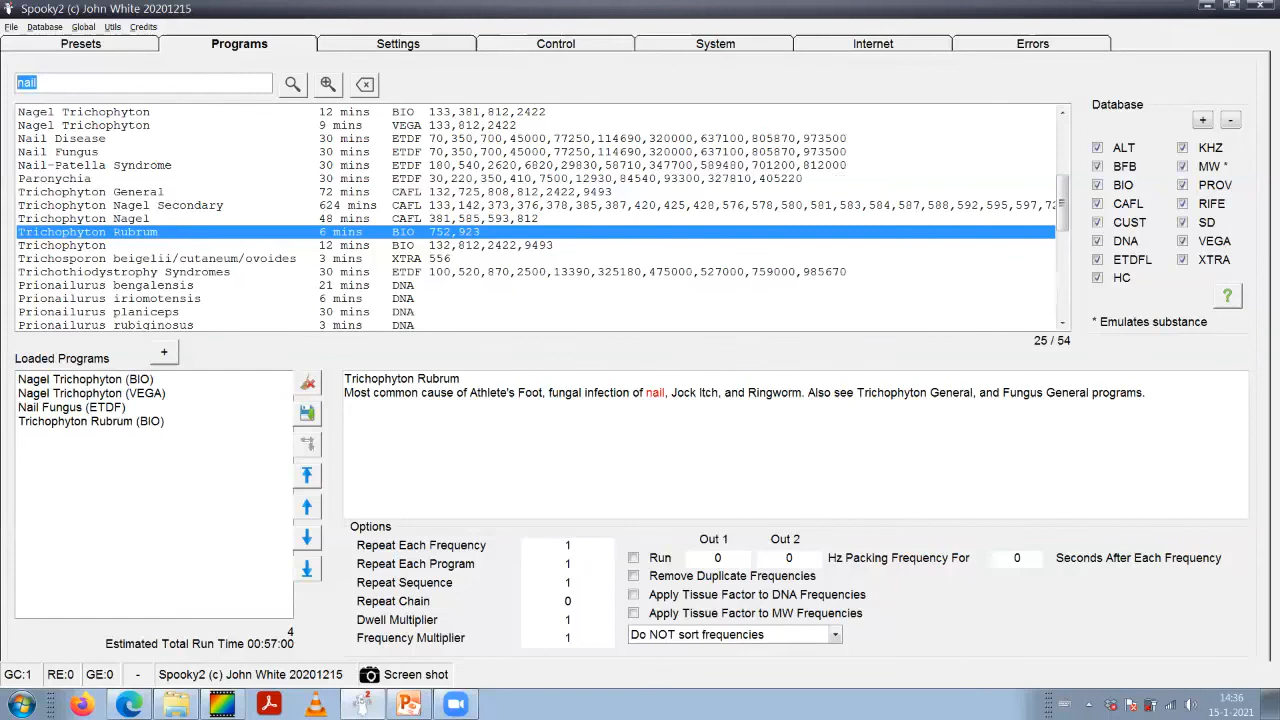 Spooky2 (c) John White 20201215
File Database Global Utils Credits
Presets Programs Settings Control System Internet Errors
nail
Nagel Trichophyton 12 mins BIO 133,381,812,2422
Nagel Trichophyton 9 mins VEGA 133,812,2422
Nail Disease 30 mins ETDF 70,350,700,45000,77250,114690,320000,637100,805870,973500
Nail Fungus 30 mins ETDF 70,350,700,45000,77250,114690,320000,637100,805870,973500
Nail-Patella Syndrome 30 mins ETDF 180,540,2620,6820,29830,58710,347700,589480,701200,812000
Paronychia 30 mins ETDF 30,220,350,410,7500,12930,84540,93300,327810,405220
Trichophyton General 72 mins CAFL 132,725,808,812,2422,9493
Trichophyton Nagel Secondary 624 mins CAFL 133,142,373,376,378,385,387,420,425,428,576,578,580,581,583,584,587,588,592,595,597,72
Trichophyton Nagel 48 mins CAFL 381,585,593,812
Trichophyton Rubrum 6 mins BIO 752,923
Trichophyton 12 mins BIO 132,812,2422,9493
Trichosporon beigelii/cutaneum/ovoides 3 mins XTRA 556
Trichothiodystrophy Syndromes 30 mins ETDF 100,520,870,2500,13390,325180,475000,527000,759000,985670
Prionailurus bengalensis 21 mins DNA
Prionailurus iriomotensis 6 mins DNA
Prionailurus planiceps 30 mins DNA
Prionailurus rubiginosus 3 mins DNA
25 / 54
Database
+ -
ALT KHZ
BFB MW *
BIO PROV
CAFL RIFE
CUST SD
DNA VEGA
ETDFL XTRA
HC
?
* Emulates substance
Loaded Programs +
Nagel Trichophyton (BIO)
Nagel Trichophyton (VEGA)
Nail Fungus (ETDF)
Trichophyton Rubrum (BIO)
4
Estimated Total Run Time 00:57:00
Trichophyton Rubrum
Most common cause of Athlete's Foot, fungal infection of nail, Jock Itch, and Ringworm. Also see Trichophyton General, and Fungus General programs.
Options
Repeat Each Frequency 1
Repeat Each Program 1
Repeat Sequence 1
Repeat Chain 0
Dwell Multiplier 1
Frequency Multiplier 1
Out 1 Out 2
Run 0 0 Hz Packing Frequency For 0 Seconds After Each Frequency
Remove Duplicate Frequencies
Apply Tissue Factor to DNA Frequencies
Apply Tissue Factor to MW Frequencies
Do NOT sort frequencies
GC:1 RE:0 GE:0 - Spooky2 (c) John White 20201215 Screen shot
14:36
15-1-2021